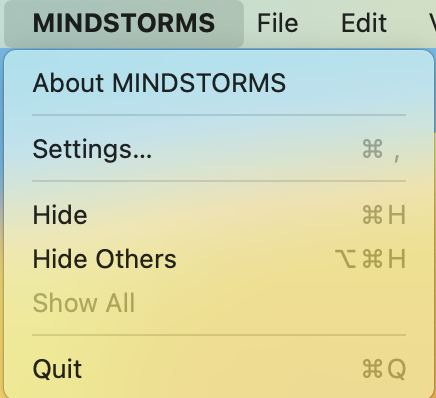 MINDSTORMS File Edit
About MINDSTORMS
Settings... ⌘ ,
Hide ⌘H
Hide Others ⌥⌘H
Show All
Quit ⌘Q